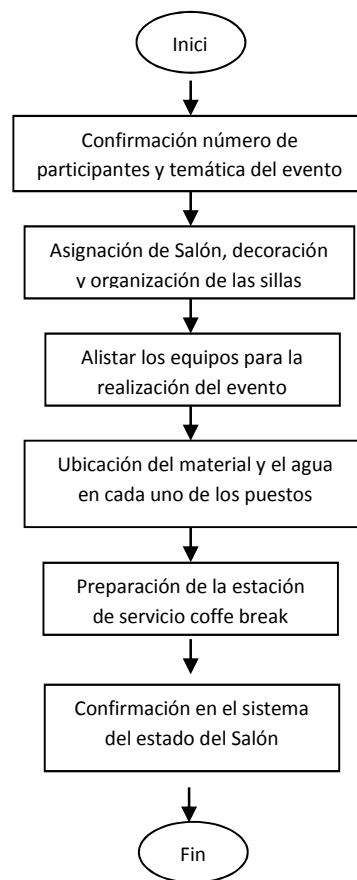 Inici
Confirmación número de
participantes y temática del evento
Asignación de Salón, decoración
y organización de las sillas
Alistar los equipos para la
realización del evento
Ubicación del material y el agua
en cada uno de los puestos
Preparación de la estación
de servicio coffe break
Confirmación en el sistema
del estado del Salón
Fin